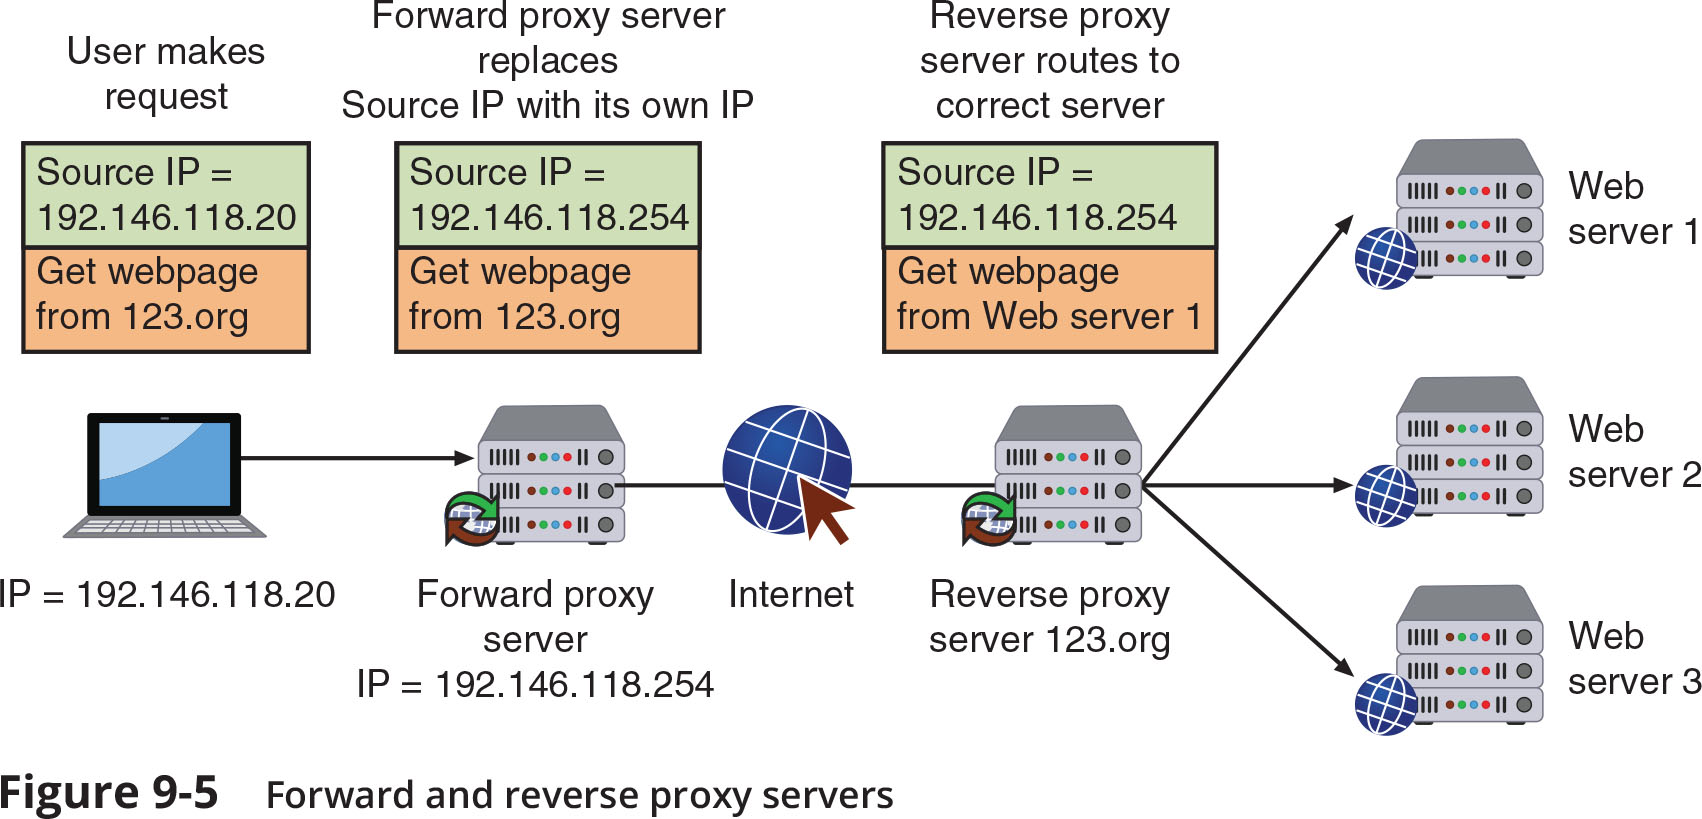 User makes
request
Forward proxy server
replaces
Source IP with its own IP
Reverse proxy
server routes to
correct server
Source IP =
192.146.118.20
Get webpage
from 123.org
Source IP =
192.146.118.254
Get webpage
from 123.org
Source IP =
192.146.118.254
Get webpage
from Web server 1
Web
server 1
Web
server 2
Web
server 3
IP = 192.146.118.20
Forward proxy
server
IP = 192.146.118.254
Internet
Reverse proxy
server 123.org
Figure 9-5 Forward and reverse proxy servers